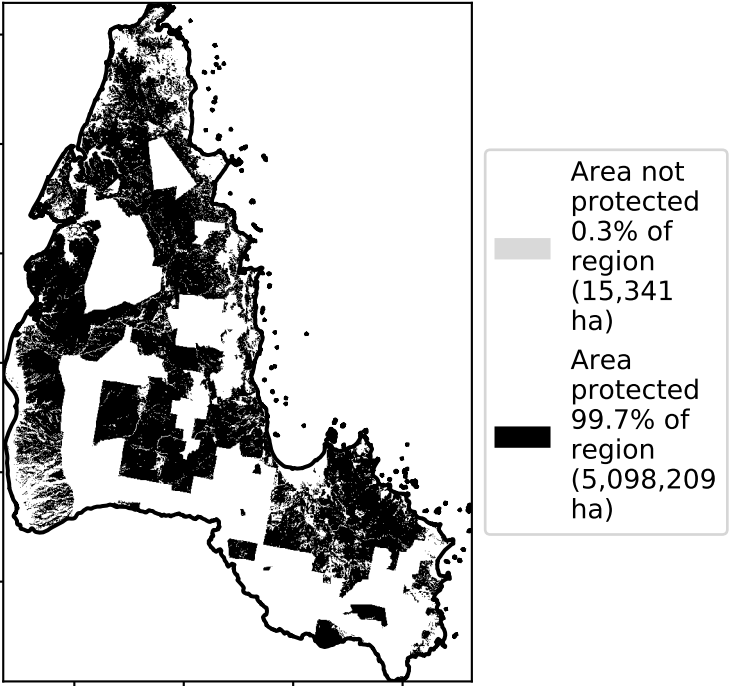 Area not
protected
0.3% of
region
(15,341
ha)
Area
protected
99.7% of
region
(5,098,209
ha)